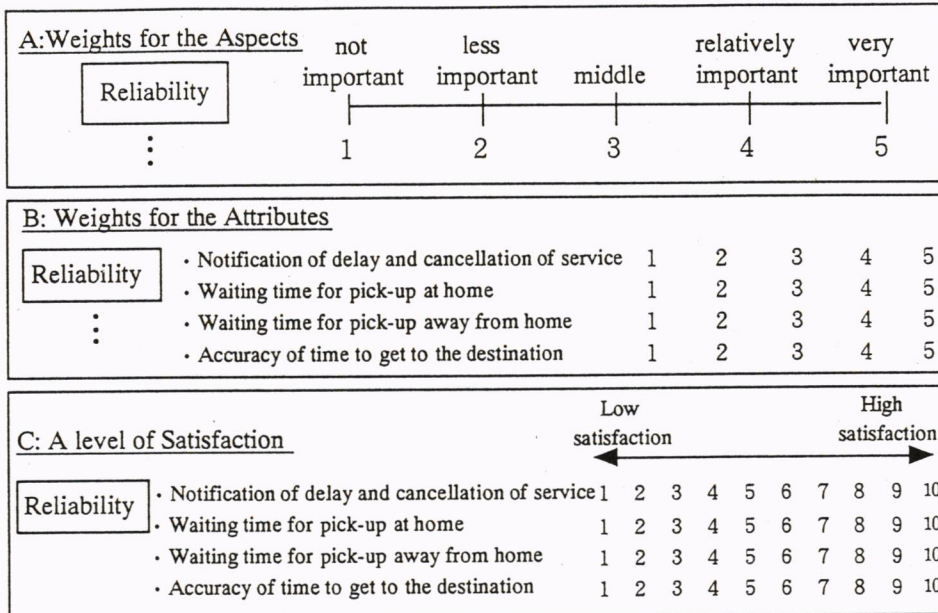 A:Weights for the Aspects
not important
less important
middle
relatively important
very important
Reliability
1 2 3 4 5
B: Weights for the Attributes
Reliability
· Notification of delay and cancellation of service 1 2 3 4 5
· Waiting time for pick-up at home 1 2 3 4 5
· Waiting time for pick-up away from home 1 2 3 4 5
· Accuracy of time to get to the destination 1 2 3 4 5
C: A level of Satisfaction
Low satisfaction
High satisfaction
Reliability
· Notification of delay and cancellation of service 1 2 3 4 5 6 7 8 9 10
· Waiting time for pick-up at home 1 2 3 4 5 6 7 8 9 10
· Waiting time for pick-up away from home 1 2 3 4 5 6 7 8 9 10
· Accuracy of time to get to the destination 1 2 3 4 5 6 7 8 9 10